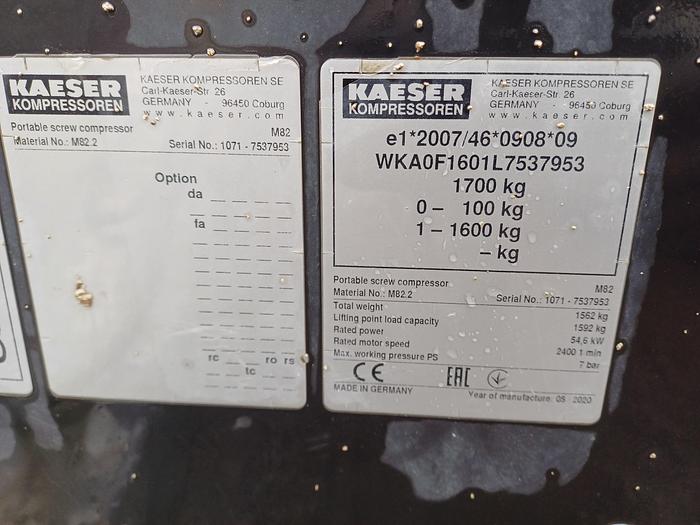 KAESER
KOMPRESSOREN
KAESER KOMPRESSOREN SE
Carl-Kaeser-Str. 26
GERMANY - 96450 Coburg
www.kaeser.com
Portable screw compressor M82
Material No.: M82.2 Serial No.: 1071 - 7537953
Option
da
fa
rc ro rs
tc
KAESER
KOMPRESSOREN
KAESER KOMPRESSOREN SE
Carl-Kaeser-Str. 26
GERMANY - 96450 Coburg
www.kaeser.com
e1*2007/46*0908*09
WKA0F1601L7537953
1700 kg
0 – 100 kg
1 – 1600 kg
– kg
Portable screw compressor M82
Material No.: M82.2 Serial No.: 1071 - 7537953
Total weight 1562 kg
Lifting point load capacity 1592 kg
Rated power 54,6 kW
Rated motor speed 2400 1/min
Max. working pressure PS 7 bar
CE EAC
MADE IN GERMANY Year of manufacture: 05 2020